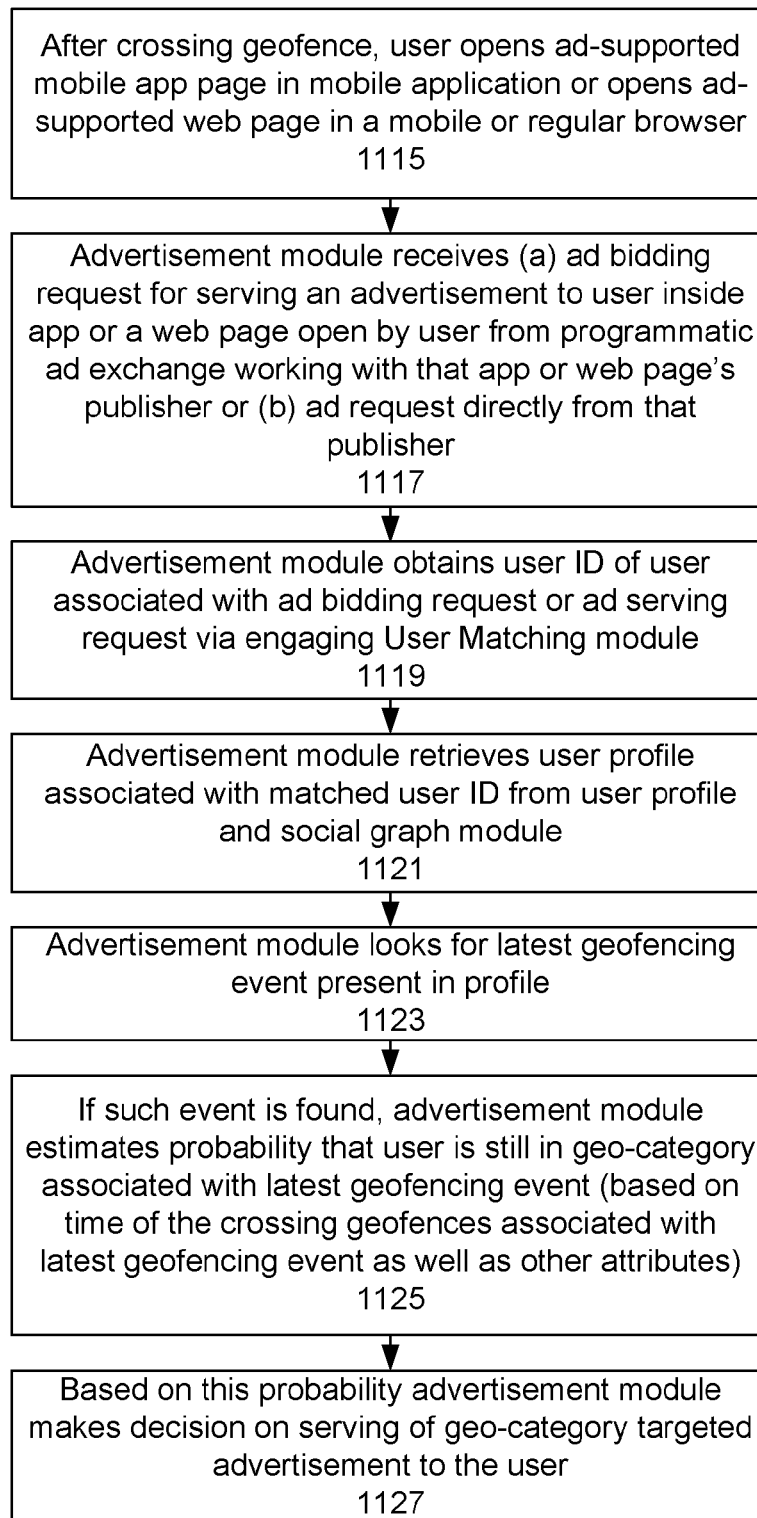 After crossing geofence, user opens ad-supported
mobile app page in mobile application or opens ad-
supported web page in a mobile or regular browser
1115
Advertisement module receives (a) ad bidding
request for serving an advertisement to user inside
app or a web page open by user from programmatic
ad exchange working with that app or web page's
publisher or (b) ad request directly from that
publisher
1117
Advertisement module obtains user ID of user
associated with ad bidding request or ad serving
request via engaging User Matching module
1119
Advertisement module retrieves user profile
associated with matched user ID from user profile
and social graph module
1121
Advertisement module looks for latest geofencing
event present in profile
1123
If such event is found, advertisement module
estimates probability that user is still in geo-category
associated with latest geofencing event (based on
time of the crossing geofences associated with
latest geofencing event as well as other attributes)
1125
Based on this probability advertisement module
makes decision on serving of geo-category targeted
advertisement to the user
1127